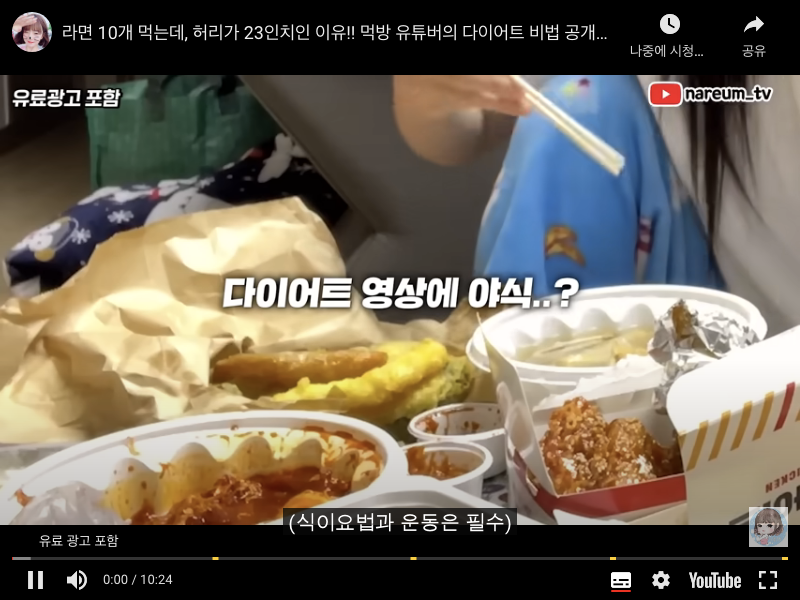 라면 10개 먹는데, 허리가 23인치인 이유!! 먹방 유튜버의 다이어트 비법 공개...
나중에 시청...
공유
유료광고 포함
nareum_tv
다이어트 영상에 야식..?
(식이요법과 운동은 필수)
유료 광고 포함
0:00 / 10:24
YouTube